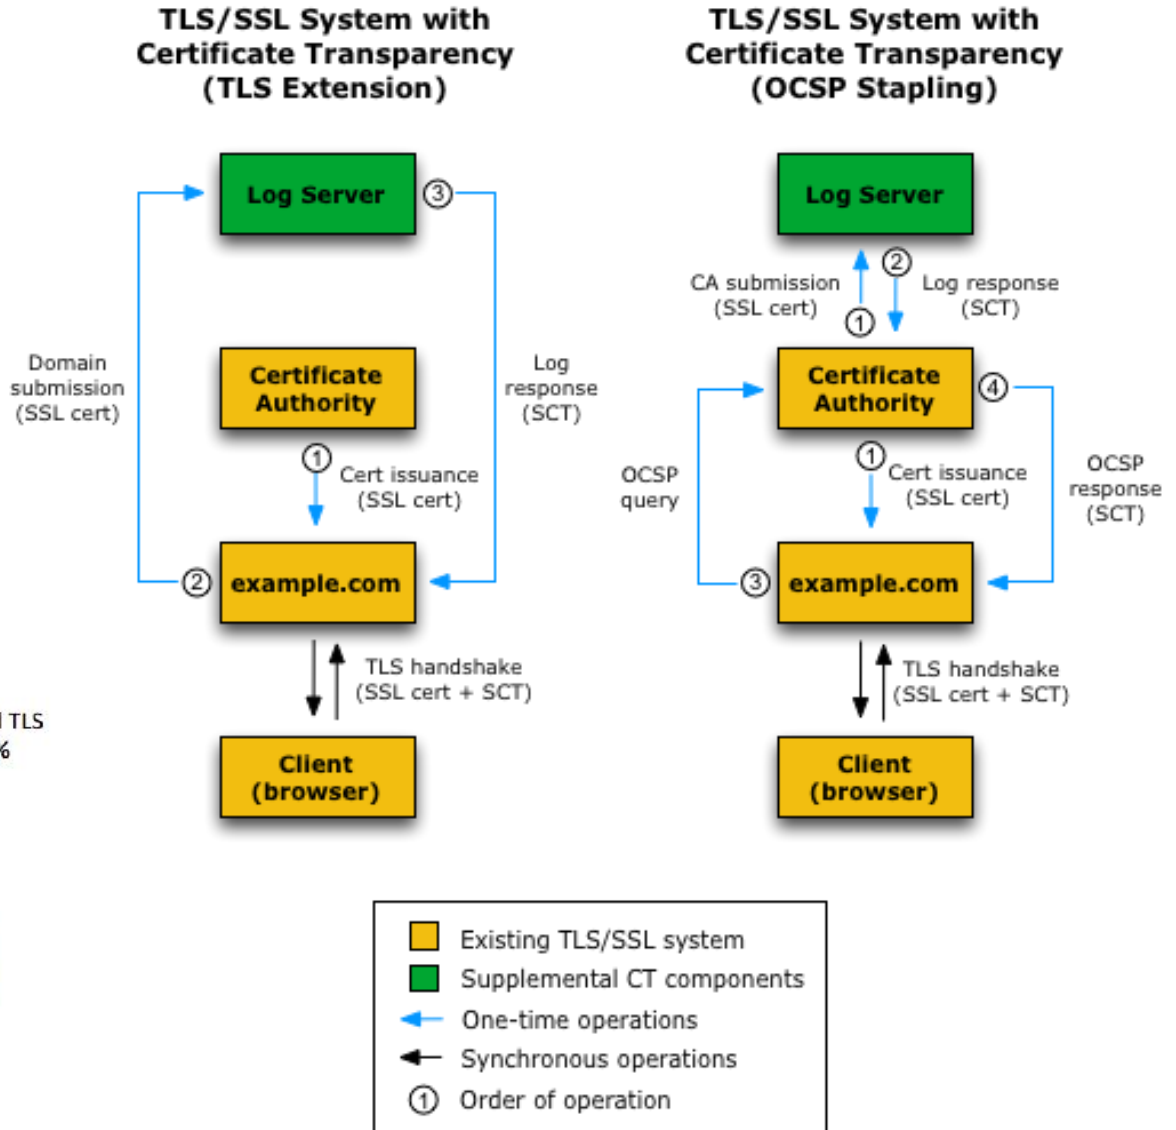 TLS/SSL System with
Certificate Transparency
(TLS Extension)
Log Server
3
Domain
submission
(SSL cert)
Log
response
(SCT)
Certificate
Authority
1
Cert issuance
(SSL cert)
2
example.com
TLS handshake
(SSL cert + SCT)
Client
(browser)
TLS/SSL System with
Certificate Transparency
(OCSP Stapling)
Log Server
CA submission
(SSL cert)
1
2
Log response
(SCT)
Certificate
Authority
4
OCSP
query
1
Cert issuance
(SSL cert)
OCSP
response
(SCT)
3
example.com
TLS handshake
(SSL cert + SCT)
Client
(browser)
TLS
%
Existing TLS/SSL system
Supplemental CT components
One-time operations
Synchronous operations
1 Order of operation